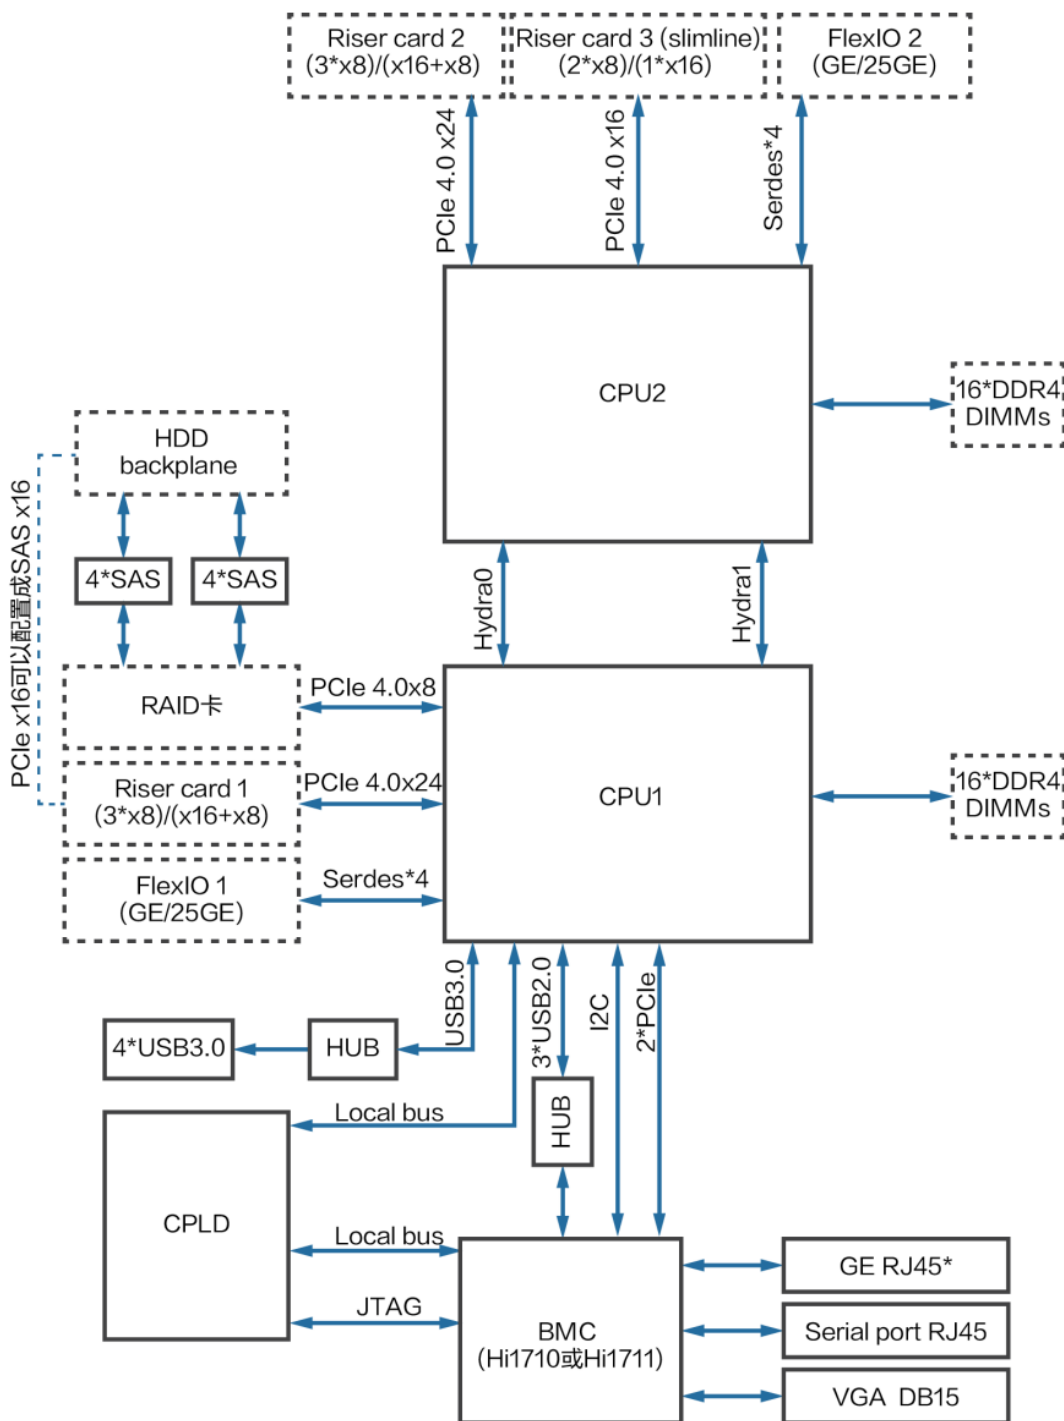 Riser card 2
(3*x8)/(x16+x8)
Riser card 3 (slimline)
(2*x8)/(1*x16)
FlexIO 2
(GE/25GE)
PCIe 4.0 x24
PCIe 4.0 x16
Serdes*4
CPU2
16*DDR4
DIMMs
HDD
backplane
PCIe x16可以配置成SAS x16
4*SAS
4*SAS
Hydra0
Hydra1
RAID卡
PCIe 4.0x8
Riser card 1
(3*x8)/(x16+x8)
PCIe 4.0x24
CPU1
16*DDR4
DIMMs
FlexIO 1
(GE/25GE)
Serdes*4
USB3.0
3*USB2.0
I2C
2*PCIe
4*USB3.0
HUB
HUB
Local bus
CPLD
Local bus
JTAG
BMC
(Hi1710或Hi1711)
GE RJ45*
Serial port RJ45
VGA DB15